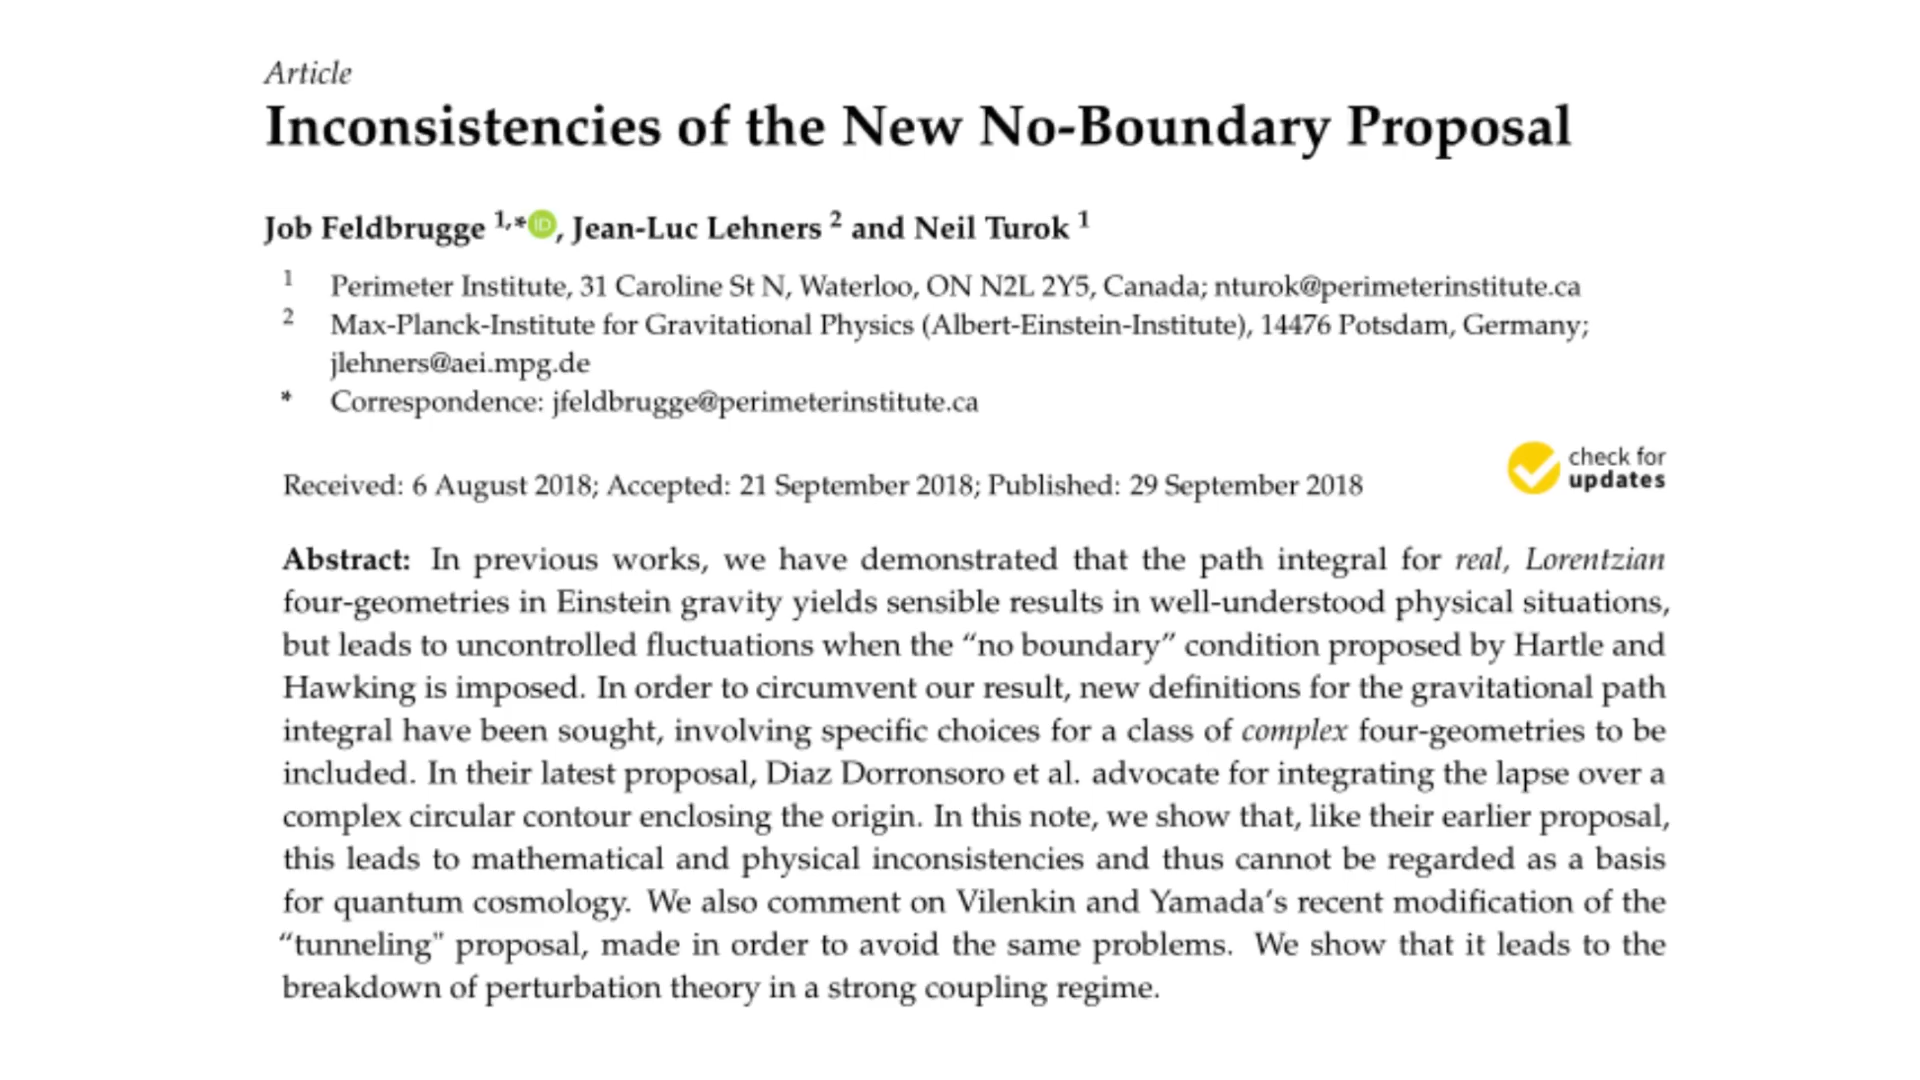 Article
Inconsistencies of the New No-Boundary Proposal
Job Feldbrugge 1,* iD, Jean-Luc Lehners 2 and Neil Turok 1
1 Perimeter Institute, 31 Caroline St N, Waterloo, ON N2L 2Y5, Canada; nturok@perimeterinstitute.ca
2 Max-Planck-Institute for Gravitational Physics (Albert-Einstein-Institute), 14476 Potsdam, Germany;
jlehners@aei.mpg.de
* Correspondence: jfeldbrugge@perimeterinstitute.ca
check for
updates
Received: 6 August 2018; Accepted: 21 September 2018; Published: 29 September 2018
Abstract: In previous works, we have demonstrated that the path integral for real, Lorentzian
four-geometries in Einstein gravity yields sensible results in well-understood physical situations,
but leads to uncontrolled fluctuations when the “no boundary” condition proposed by Hartle and
Hawking is imposed. In order to circumvent our result, new definitions for the gravitational path
integral have been sought, involving specific choices for a class of complex four-geometries to be
included. In their latest proposal, Diaz Dorronsoro et al. advocate for integrating the lapse over a
complex circular contour enclosing the origin. In this note, we show that, like their earlier proposal,
this leads to mathematical and physical inconsistencies and thus cannot be regarded as a basis
for quantum cosmology. We also comment on Vilenkin and Yamada’s recent modification of the
“tunneling" proposal, made in order to avoid the same problems. We show that it leads to the
breakdown of perturbation theory in a strong coupling regime.